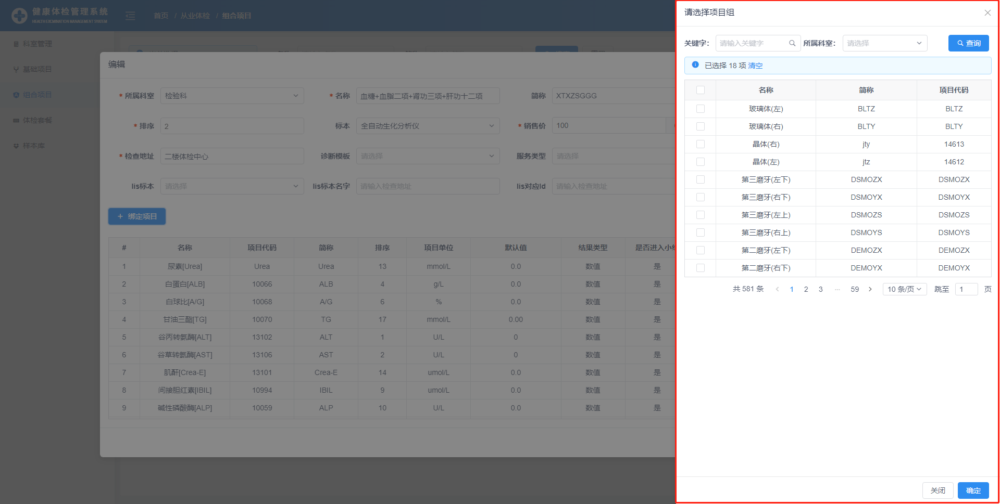 健康体检管理系统
HEALTH EXEMINATION MANAGEMENT SYSTEM
首页 / 从业体检 / 组合项目
科室管理
基础项目
组合项目
体检套餐
样本库
编辑
* 所属科室 检验科 * 名称 血糖+血脂二项+肾功三项+肝功十二项 简称 XTXZSGGG
* 排序 2 标本 全自动生化分析仪 * 销售价 100
* 检查地址 二楼体检中心 诊断模板 请选择 服务类型 请选择
lis标本 请选择 lis标本名字 请输入检查地址 lis对应Id 请输入检查地址
+ 绑定项目
# 名称 项目代码 简称 排序 项目单位 默认值 结果类型 是否进入小
1 尿素[Urea] Urea Urea 13 mmol/L 0.0 数值 是
2 白蛋白[ALB] 10066 ALB 4 g/L 0.0 数值 是
3 白球比[A/G] 10068 A/G 6 % 0.0 数值 是
4 甘油三酯[TG] 10070 TG 17 mmol/L 0.00 数值 是
5 谷丙转氨酶[ALT] 13102 ALT 1 U/L 0 数值 是
6 谷草转氨酶[AST] 13106 AST 2 U/L 0 数值 是
7 肌酐[Crea-E] 13101 Crea-E 14 umol/L 0.0 数值 是
8 间接胆红素[IBIL] 10994 IBIL 9 umol/L 0.0 数值 是
9 碱性磷酸酶[ALP] 10059 ALP 10 U/L 0.0 数值 是
请选择项目组
关键字: 请输入关键字 所属科室: 请选择 查询
已选择 18 项 清空
名称 简称 项目代码
玻璃体(左) BLTZ BLTZ
玻璃体(右) BLTY BLTY
晶体(右) jty 14613
晶体(左) jtz 14612
第三磨牙(左下) DSMOZX DSMOZX
第三磨牙(右下) DSMOYX DSMOYX
第三磨牙(左上) DSMOZS DSMOZS
第三磨牙(右上) DSMOYS DSMOYS
第二磨牙(左下) DEMOZX DEMOZX
第二磨牙(右下) DEMOYX DEMOYX
共 581 条 < 1 2 3 ··· 59 > 10 条/页 跳至 1 页
关闭 确定